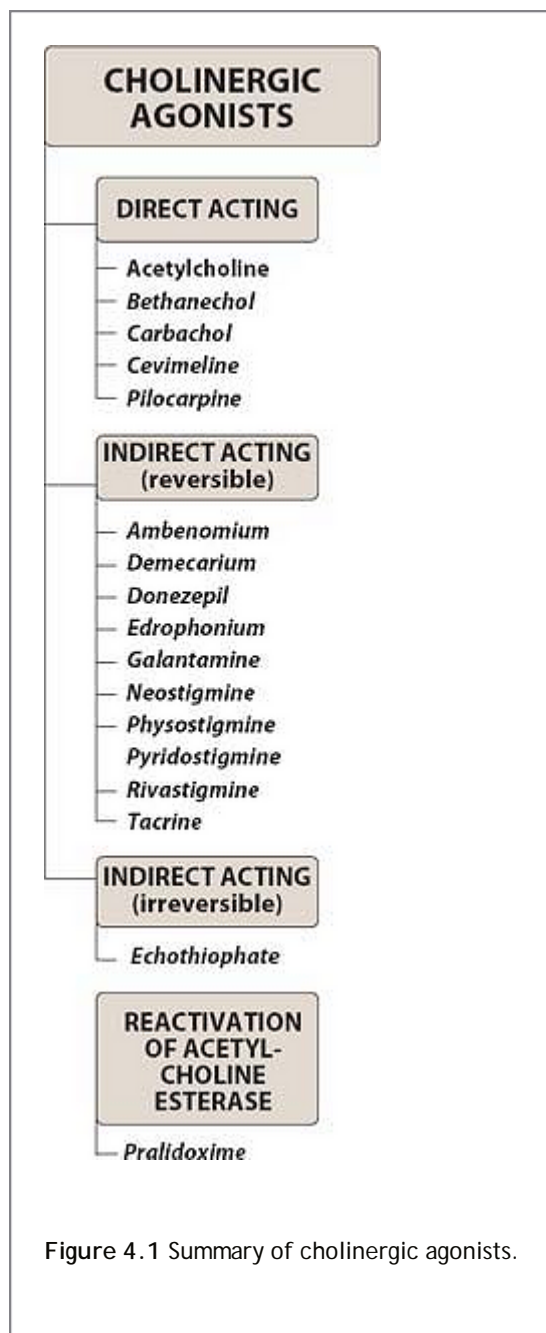 CHOLINERGIC
AGONISTS
DIRECT ACTING
Acetylcholine
Bethanechol
Carbachol
Cevimeline
Pilocarpine
INDIRECT ACTING
(reversible)
Ambenomium
Demecarium
Donezepil
Edrophonium
Galantamine
Neostigmine
Physostigmine
Pyridostigmine
Rivastigmine
Tacrine
INDIRECT ACTING
(irreversible)
Echothiophate
REACTIVATION
OF ACETYL-
CHOLINE
ESTERASE
Pralidoxime
Figure 4.1 Summary of cholinergic agonists.